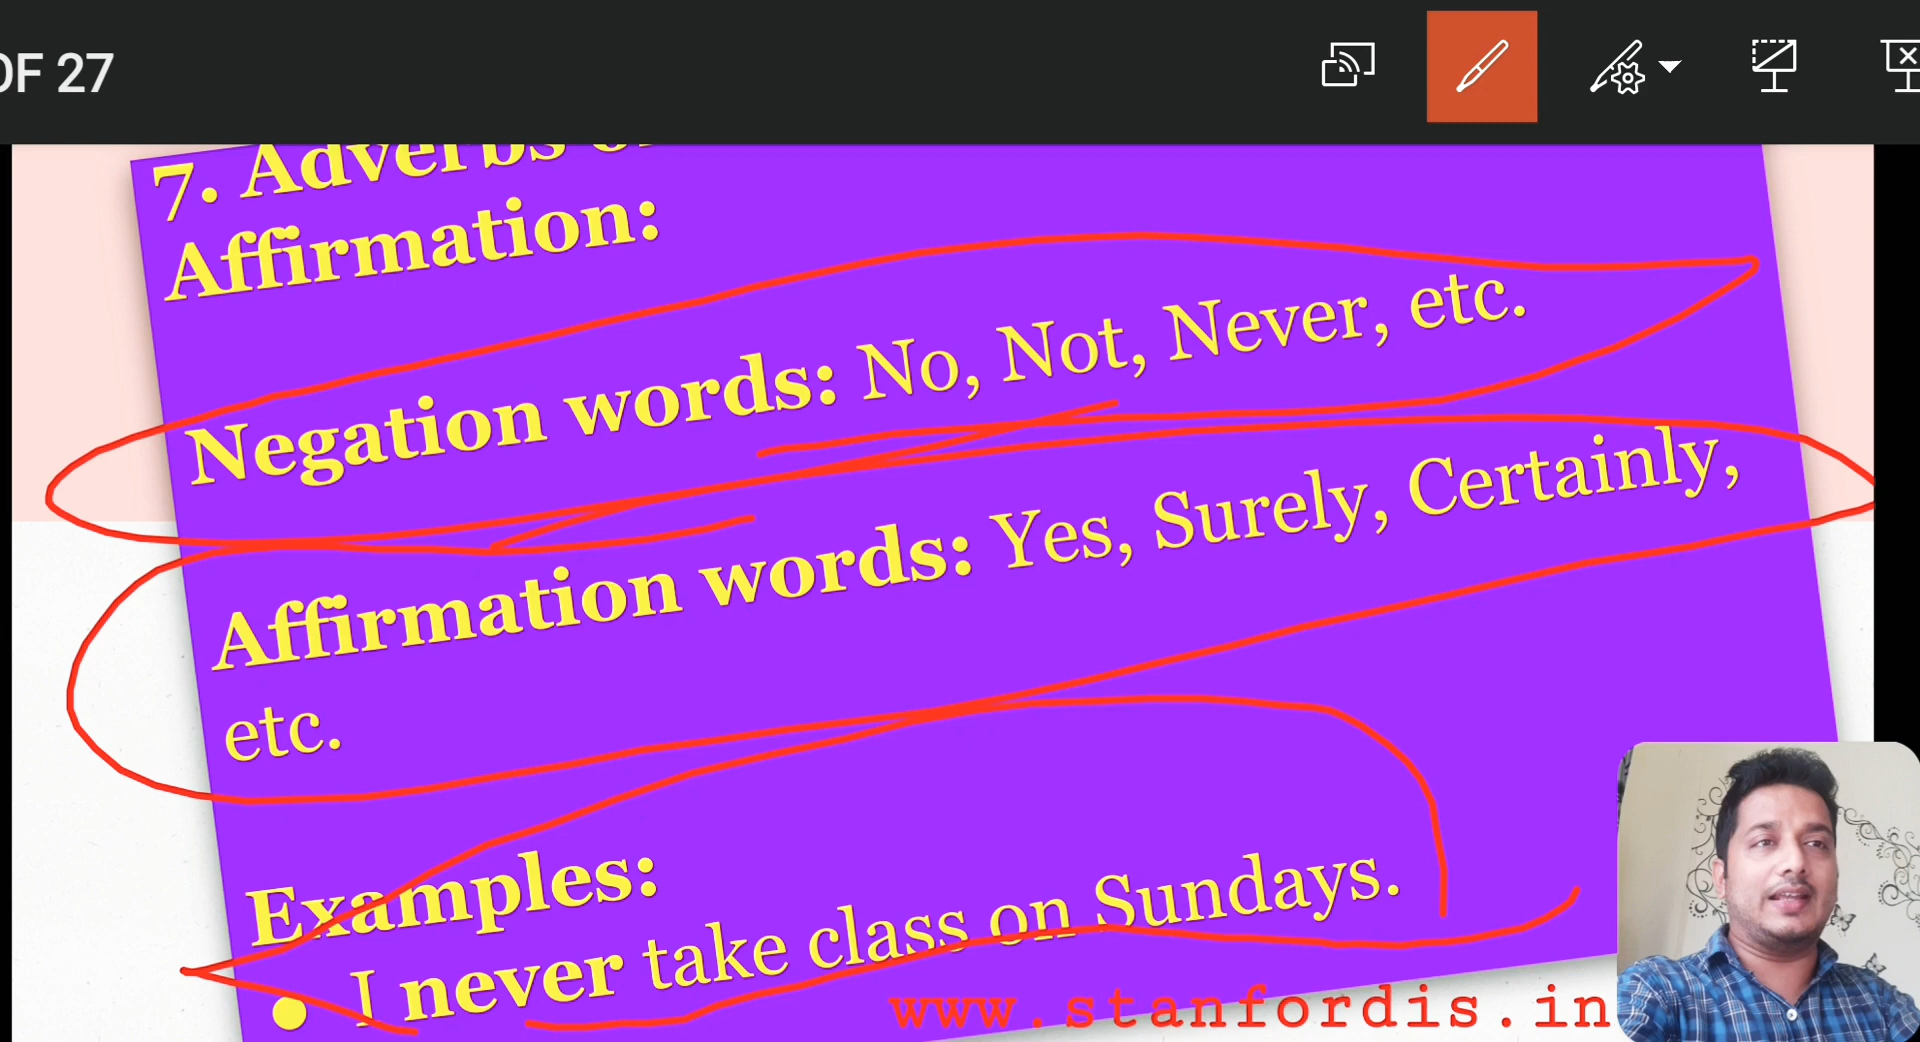 OF 27
7. Adverbs of
Affirmation:
Negation words: No, Not, Never, etc.
Affirmation words: Yes, Surely, Certainly,
etc.
Examples:
I never take class on Sundays.
www.stanfordis.in